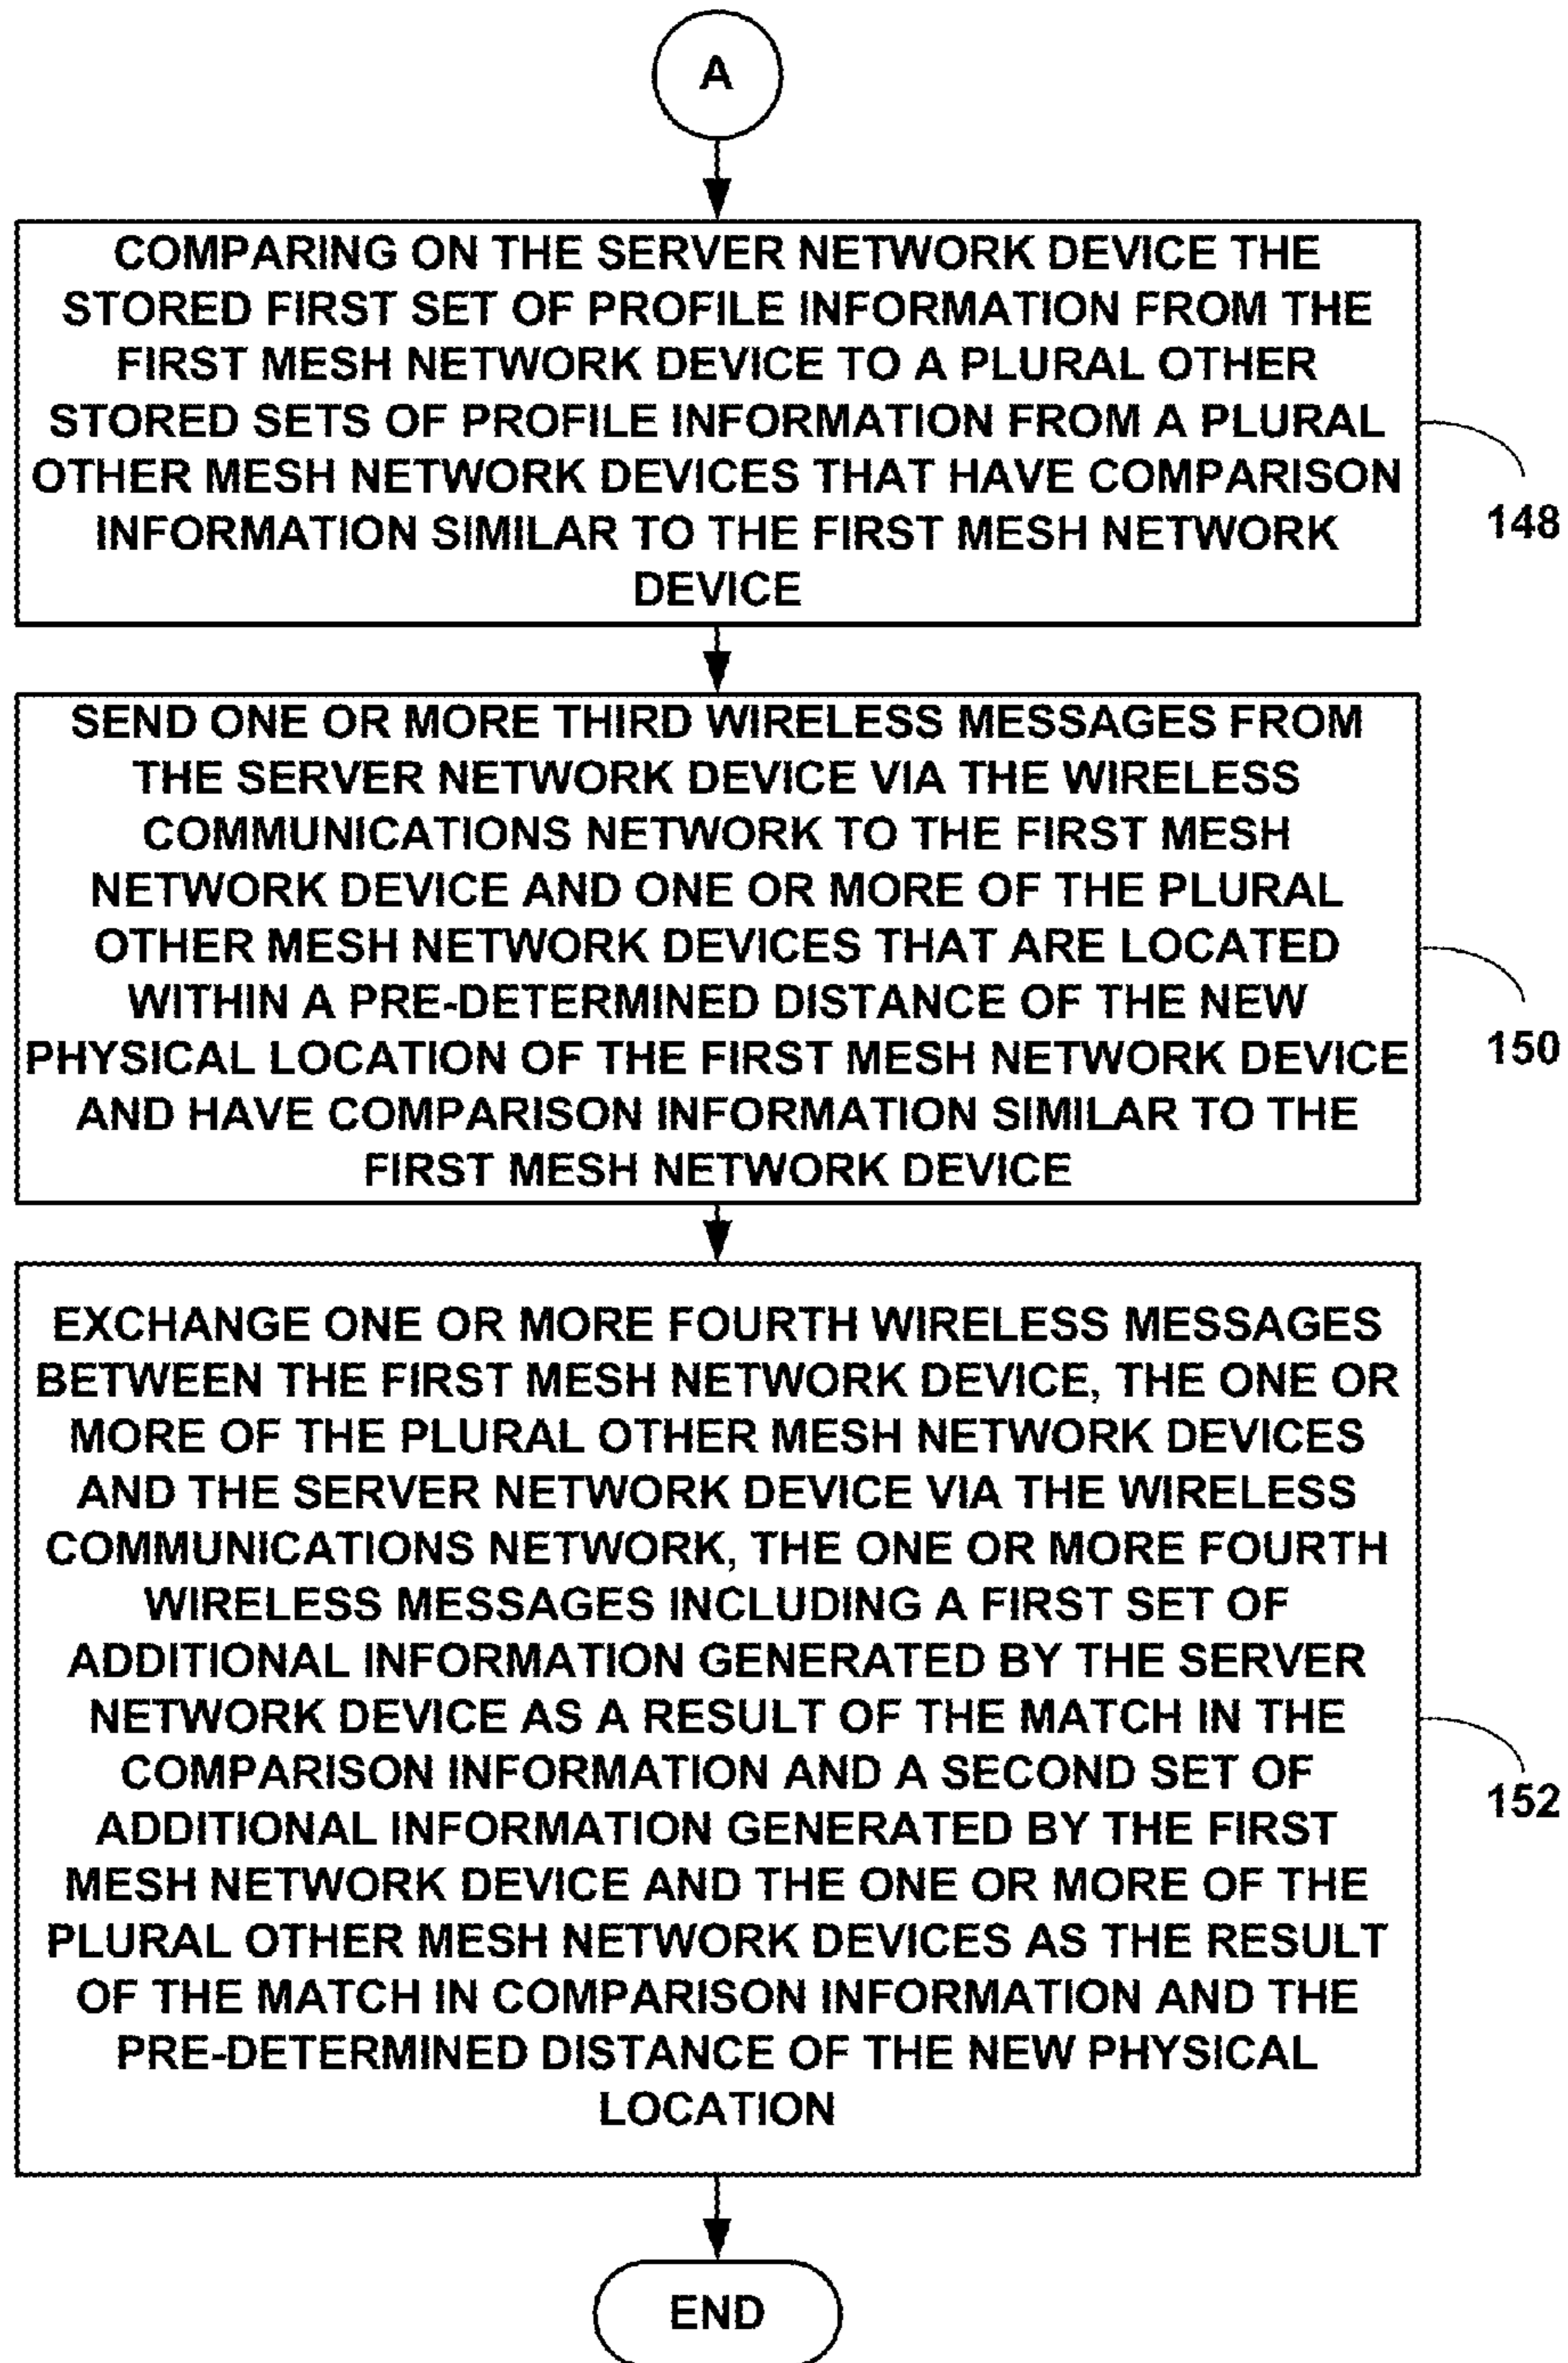 A
COMPARING ON THE SERVER NETWORK DEVICE THE
STORED FIRST SET OF PROFILE INFORMATION FROM THE
FIRST MESH NETWORK DEVICE TO A PLURAL OTHER
STORED SETS OF PROFILE INFORMATION FROM A PLURAL
OTHER MESH NETWORK DEVICES THAT HAVE COMPARISON
INFORMATION SIMILAR TO THE FIRST MESH NETWORK
DEVICE
148
SEND ONE OR MORE THIRD WIRELESS MESSAGES FROM
THE SERVER NETWORK DEVICE VIA THE WIRELESS
COMMUNICATIONS NETWORK TO THE FIRST MESH
NETWORK DEVICE AND ONE OR MORE OF THE PLURAL
OTHER MESH NETWORK DEVICES THAT ARE LOCATED
WITHIN A PRE-DETERMINED DISTANCE OF THE NEW
PHYSICAL LOCATION OF THE FIRST MESH NETWORK DEVICE
AND HAVE COMPARISON INFORMATION SIMILAR TO THE
FIRST MESH NETWORK DEVICE
150
EXCHANGE ONE OR MORE FOURTH WIRELESS MESSAGES
BETWEEN THE FIRST MESH NETWORK DEVICE, THE ONE OR
MORE OF THE PLURAL OTHER MESH NETWORK DEVICES
AND THE SERVER NETWORK DEVICE VIA THE WIRELESS
COMMUNICATIONS NETWORK, THE ONE OR MORE FOURTH
WIRELESS MESSAGES INCLUDING A FIRST SET OF
ADDITIONAL INFORMATION GENERATED BY THE SERVER
NETWORK DEVICE AS A RESULT OF THE MATCH IN THE
COMPARISON INFORMATION AND A SECOND SET OF
ADDITIONAL INFORMATION GENERATED BY THE FIRST
MESH NETWORK DEVICE AND THE ONE OR MORE OF THE
PLURAL OTHER MESH NETWORK DEVICES AS THE RESULT
OF THE MATCH IN COMPARISON INFORMATION AND THE
PRE-DETERMINED DISTANCE OF THE NEW PHYSICAL
LOCATION
152
END